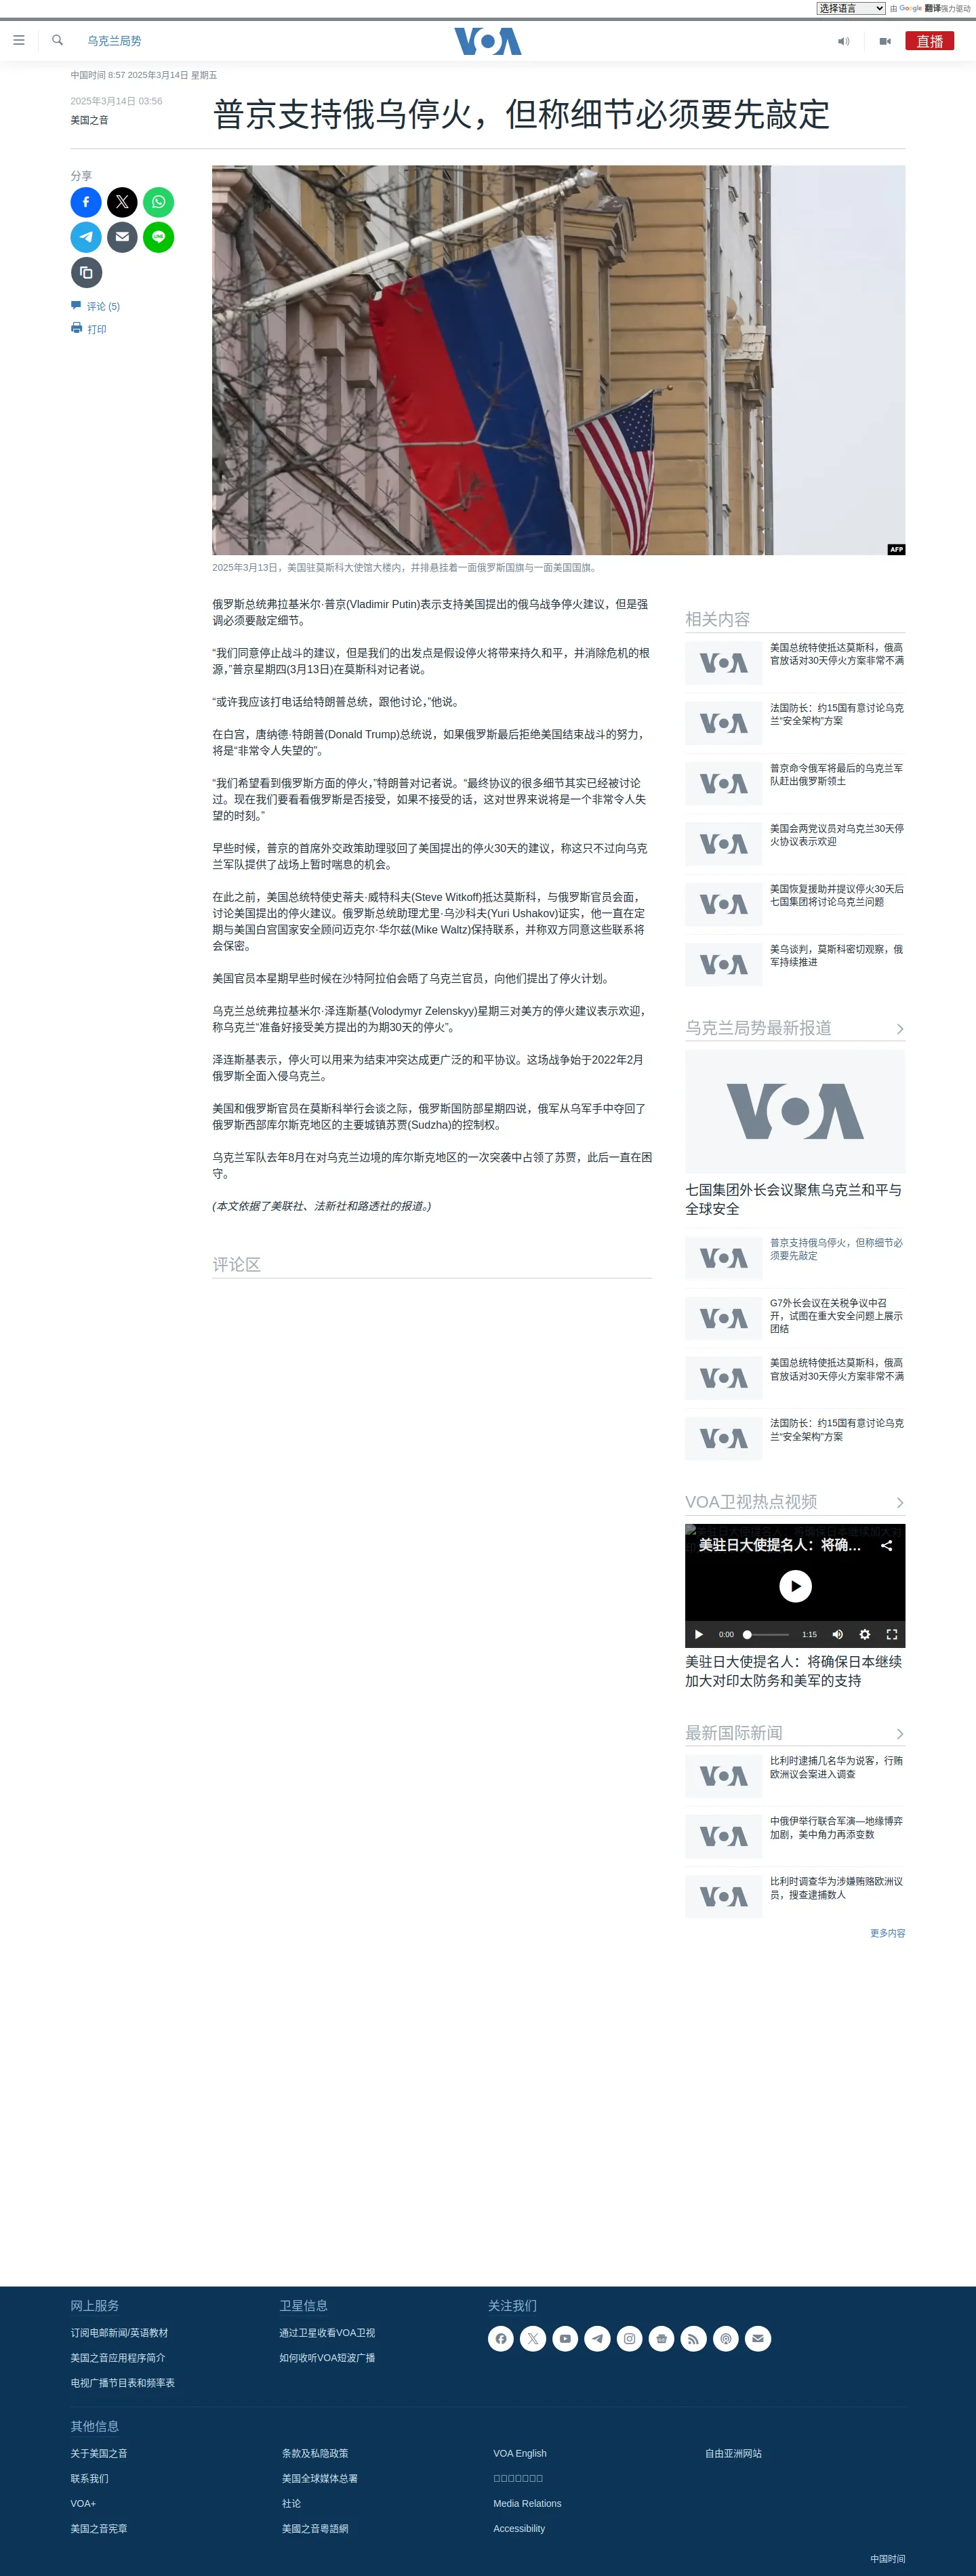 选择语言
由 Google 翻译强力驱动
乌克兰局势
VOA
直播
中国时间 8:57 2025年3月14日 星期五
2025年3月14日 03:56
美国之音
普京支持俄乌停火，但称细节必须要先敲定
分享
LINE
评论 (5)
打印
AFP
2025年3月13日，美国驻莫斯科大使馆大楼内，并排悬挂着一面俄罗斯国旗与一面美国国旗。
俄罗斯总统弗拉基米尔·普京(Vladimir Putin)表示支持美国提出的俄乌战争停火建议，但是强
调必须要敲定细节。
“我们同意停止战斗的建议，但是我们的出发点是假设停火将带来持久和平，并消除危机的根
源，”普京星期四(3月13日)在莫斯科对记者说。
“或许我应该打电话给特朗普总统，跟他讨论，”他说。
在白宫，唐纳德·特朗普(Donald Trump)总统说，如果俄罗斯最后拒绝美国结束战斗的努力，
将是“非常令人失望的”。
“我们希望看到俄罗斯方面的停火，”特朗普对记者说。“最终协议的很多细节其实已经被讨论
过。现在我们要看看俄罗斯是否接受，如果不接受的话，这对世界来说将是一个非常令人失
望的时刻。”
早些时候，普京的首席外交政策助理驳回了美国提出的停火30天的建议，称这只不过向乌克
兰军队提供了战场上暂时喘息的机会。
在此之前，美国总统特使史蒂夫·威特科夫(Steve Witkoff)抵达莫斯科，与俄罗斯官员会面，
讨论美国提出的停火建议。俄罗斯总统助理尤里·乌沙科夫(Yuri Ushakov)证实，他一直在定
期与美国白宫国家安全顾问迈克尔·华尔兹(Mike Waltz)保持联系，并称双方同意这些联系将
会保密。
美国官员本星期早些时候在沙特阿拉伯会晤了乌克兰官员，向他们提出了停火计划。
乌克兰总统弗拉基米尔·泽连斯基(Volodymyr Zelenskyy)星期三对美方的停火建议表示欢迎，
称乌克兰“准备好接受美方提出的为期30天的停火”。
泽连斯基表示，停火可以用来为结束冲突达成更广泛的和平协议。这场战争始于2022年2月
俄罗斯全面入侵乌克兰。
美国和俄罗斯官员在莫斯科举行会谈之际，俄罗斯国防部星期四说，俄军从乌军手中夺回了
俄罗斯西部库尔斯克地区的主要城镇苏贾(Sudzha)的控制权。
乌克兰军队去年8月在对乌克兰边境的库尔斯克地区的一次突袭中占领了苏贾，此后一直在困
守。
(本文依据了美联社、法新社和路透社的报道。)
评论区
相关内容
VOA
美国总统特使抵达莫斯科，俄高
官放话对30天停火方案非常不满
VOA
法国防长：约15国有意讨论乌克
兰“安全架构”方案
VOA
普京命令俄军将最后的乌克兰军
队赶出俄罗斯领土
VOA
美国会两党议员对乌克兰30天停
火协议表示欢迎
VOA
美国恢复援助并提议停火30天后
七国集团将讨论乌克兰问题
VOA
美乌谈判，莫斯科密切观察，俄
军持续推进
乌克兰局势最新报道
VOA
七国集团外长会议聚焦乌克兰和平与
全球安全
VOA
普京支持俄乌停火，但称细节必
须要先敲定
VOA
G7外长会议在关税争议中召
开，试图在重大安全问题上展示
团结
VOA
美国总统特使抵达莫斯科，俄高
官放话对30天停火方案非常不满
VOA
法国防长：约15国有意讨论乌克
兰“安全架构”方案
VOA卫视热点视频
美驻日大使提名人：将确...
0:00
1:15
美驻日大使提名人：将确保日本继续
加大对印太防务和美军的支持
最新国际新闻
VOA
比利时逮捕几名华为说客，行贿
欧洲议会案进入调查
VOA
中俄伊举行联合军演—地缘博弈
加剧，美中角力再添变数
VOA
比利时调查华为涉嫌贿赂欧洲议
员，搜查逮捕数人
更多内容
网上服务
订阅电邮新闻/英语教材
美国之音应用程序简介
电视广播节目表和频率表
卫星信息
通过卫星收看VOA卫视
如何收听VOA短波广播
关注我们
其他信息
关于美国之音
联系我们
VOA+
美国之音宪章
条款及私隐政策
美国全球媒体总署
社论
美國之音粵語網
VOA English
Media Relations
Accessibility
自由亚洲网站
中国时间